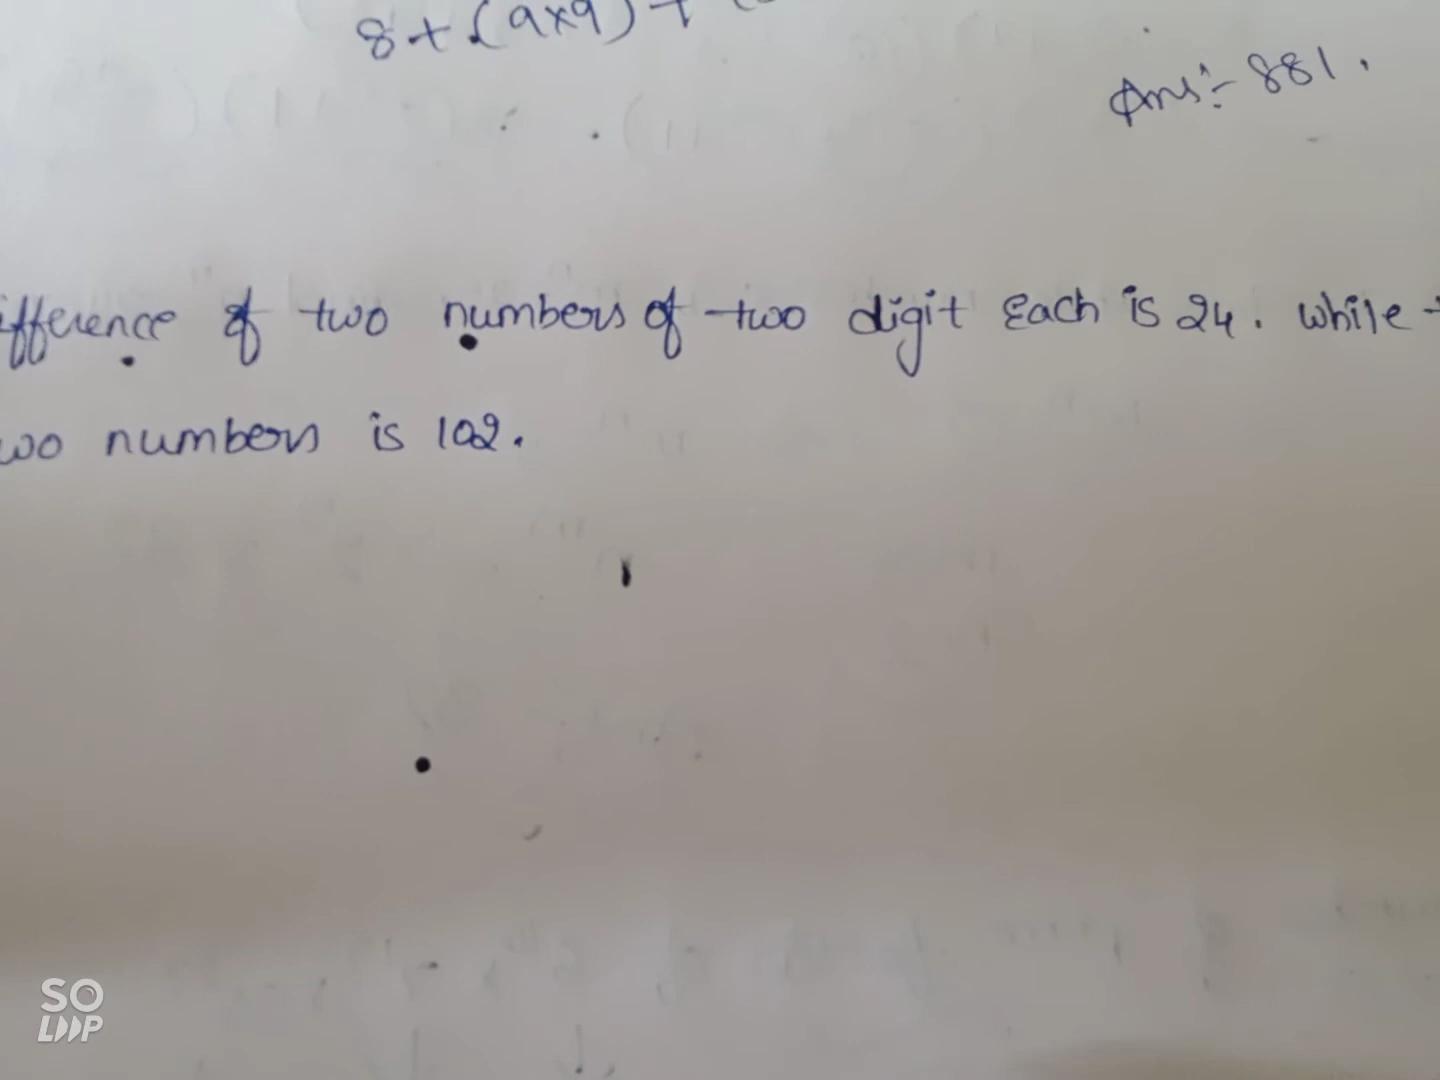 8+(9x9)+
Ans:- 881.
ifference of two numbers of two digit Each is 24. While
wo numbers is 102.
SO
LOOP